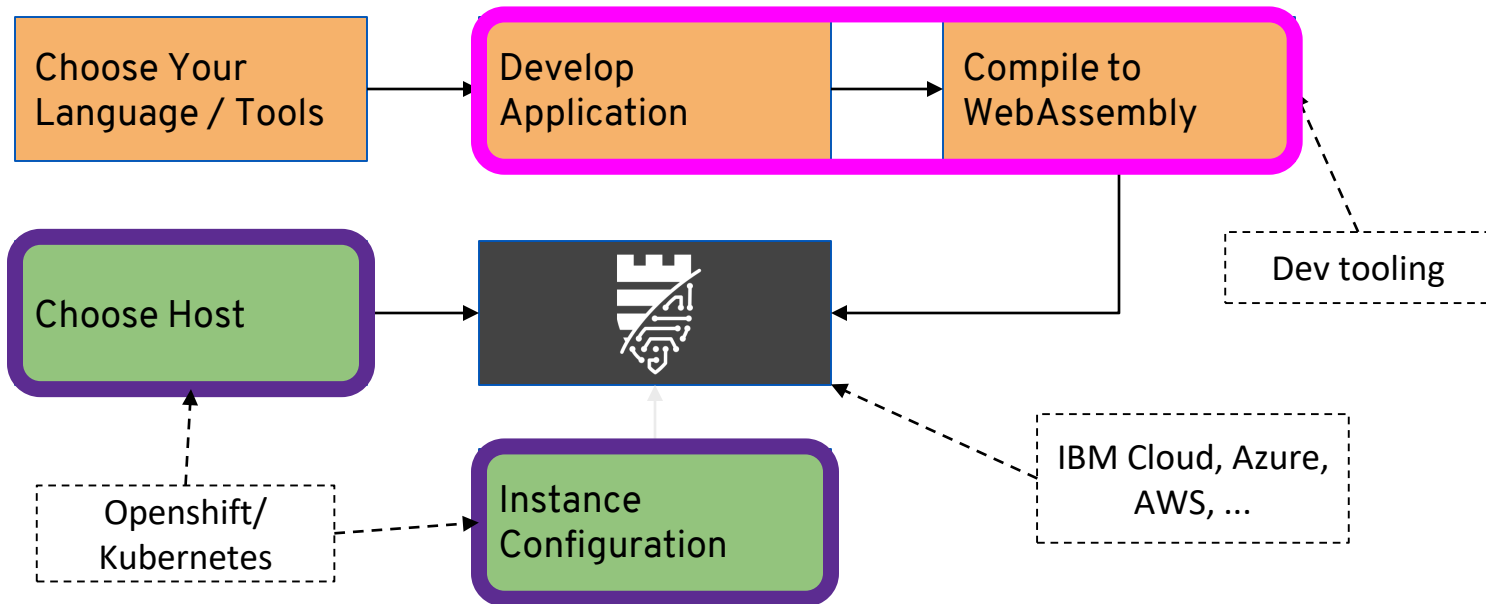 Choose Your
Language / Tools
Develop
Application
Compile to
WebAssembly
Dev tooling
Choose Host
IBM Cloud, Azure,
AWS, ...
Openshift/
Kubernetes
Instance
Configuration